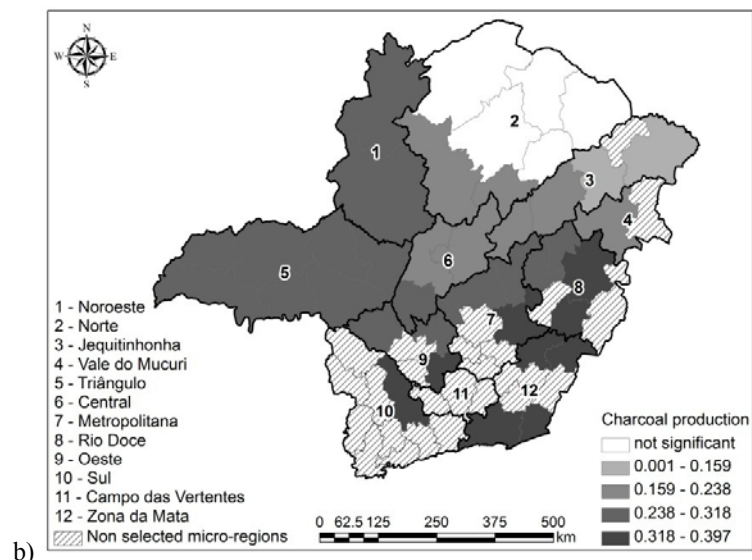 N
W E
S
1
2
3
4
5
6
7
8
9
10
11
12
1 - Noroeste
2 - Norte
3 - Jequitinhonha
4 - Vale do Mucuri
5 - Triângulo
6 - Central
7 - Metropolitana
8 - Rio Doce
9 - Oeste
10 - Sul
11 - Campo das Vertentes
12 - Zona da Mata
Non selected micro-regions
Charcoal production
not significant
0.001 - 0.159
0.159 - 0.238
0.238 - 0.318
0.318 - 0.397
0 62.5 125 250 375 500
km
b)